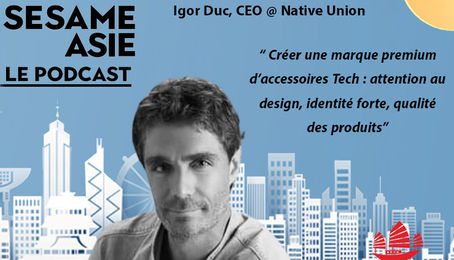 SESAME
ASIE
LE PODCAST
Igor Duc, CEO @ Native Union
“ Créer une marque premium
d’accessoires Tech : attention au
design, identité forte, qualité
des produits”